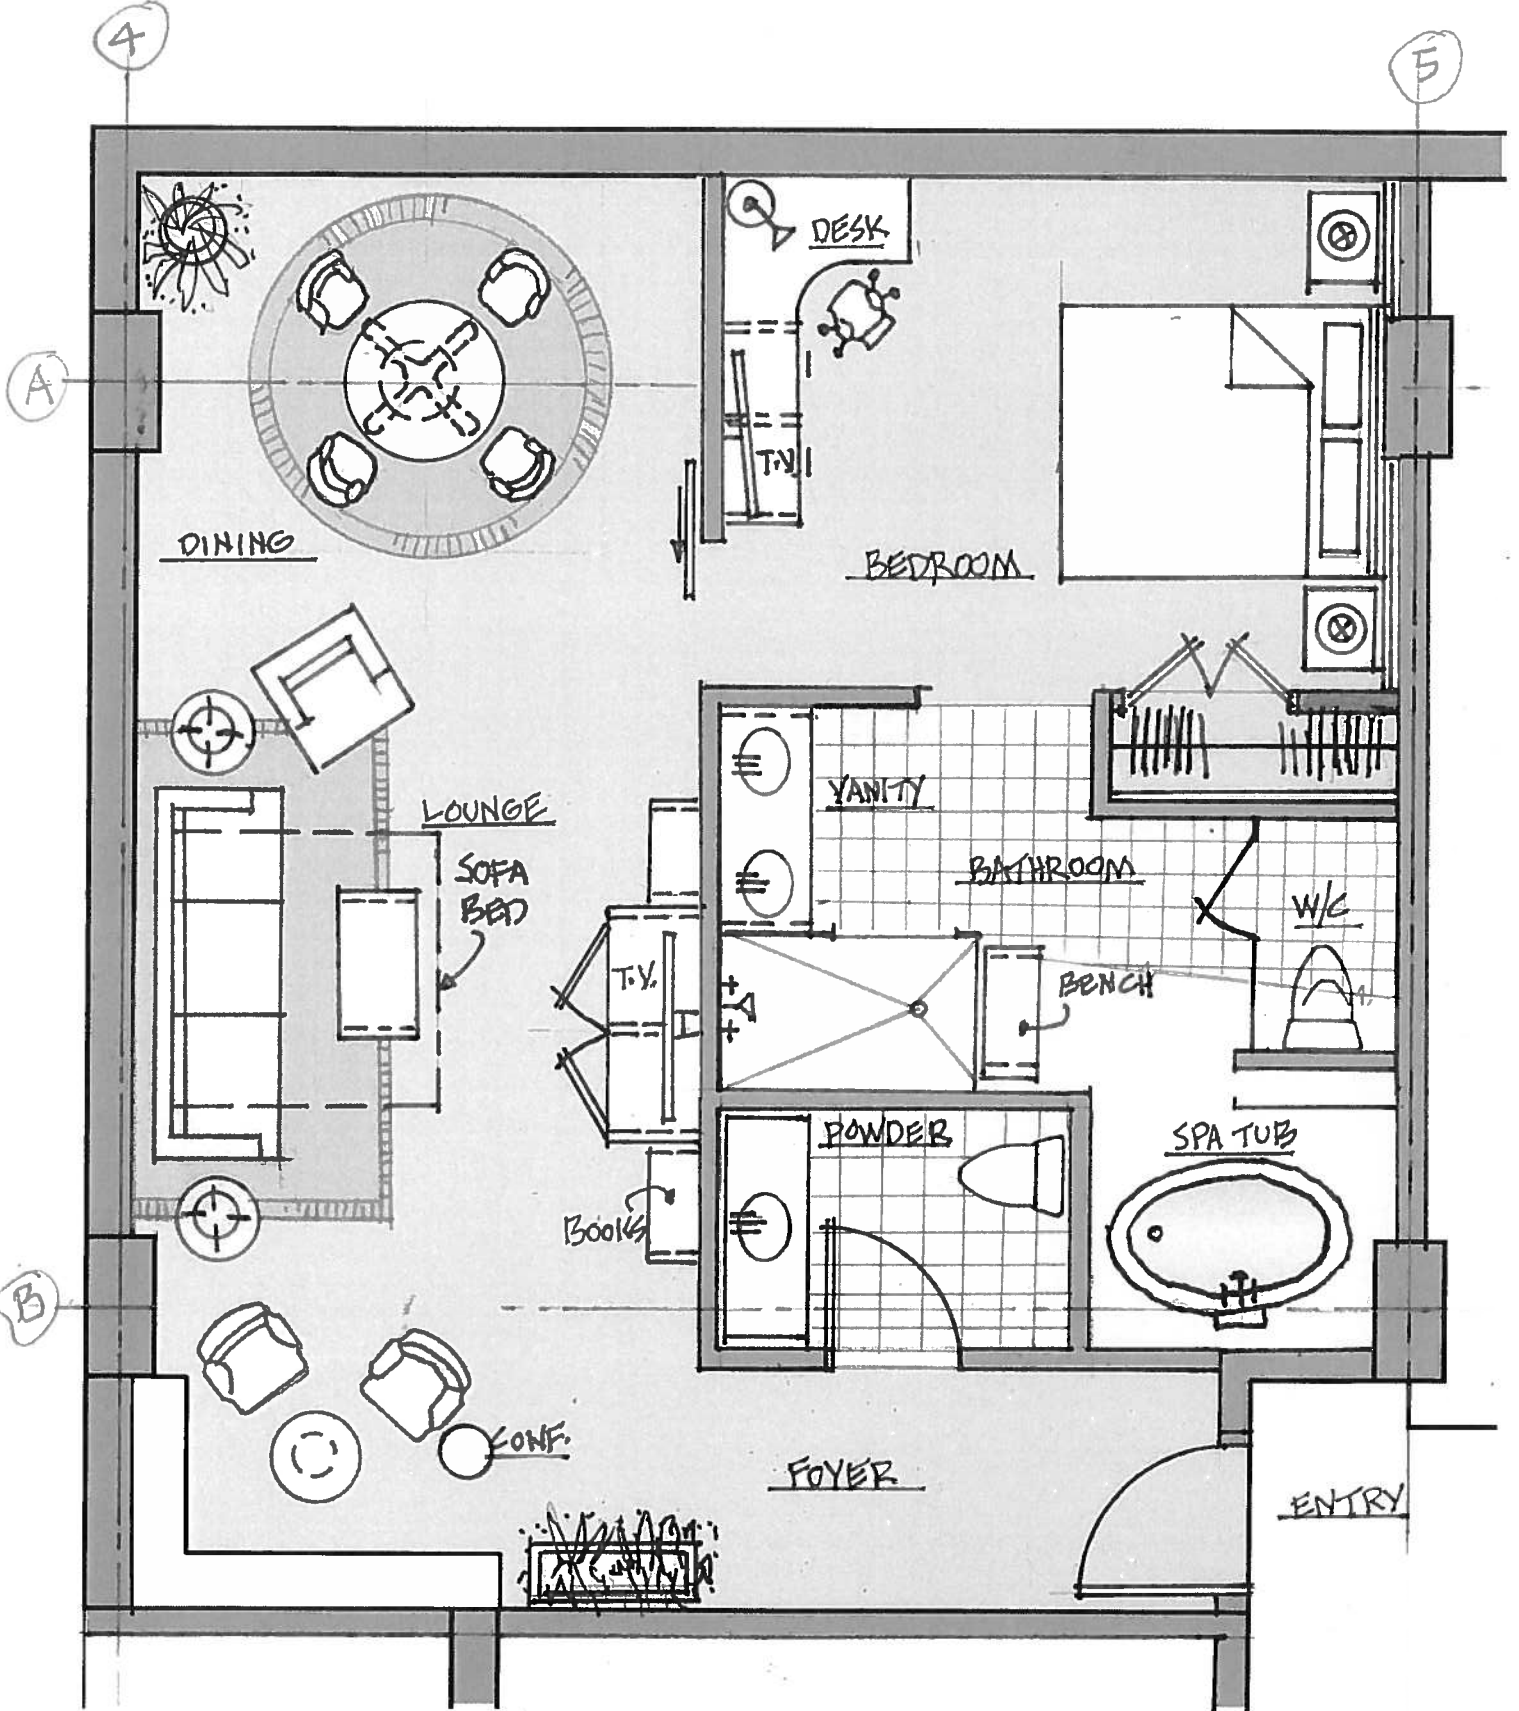 4
5
DESK
A
T.V.
DINING
BEDROOM
LOUNGE
VANITY
SOFA
BED
BATHROOM
W/C
T.V.
BENCH
POWDER
SPA TUB
BOOKS
B
CONF.
FOYER
ENTRY